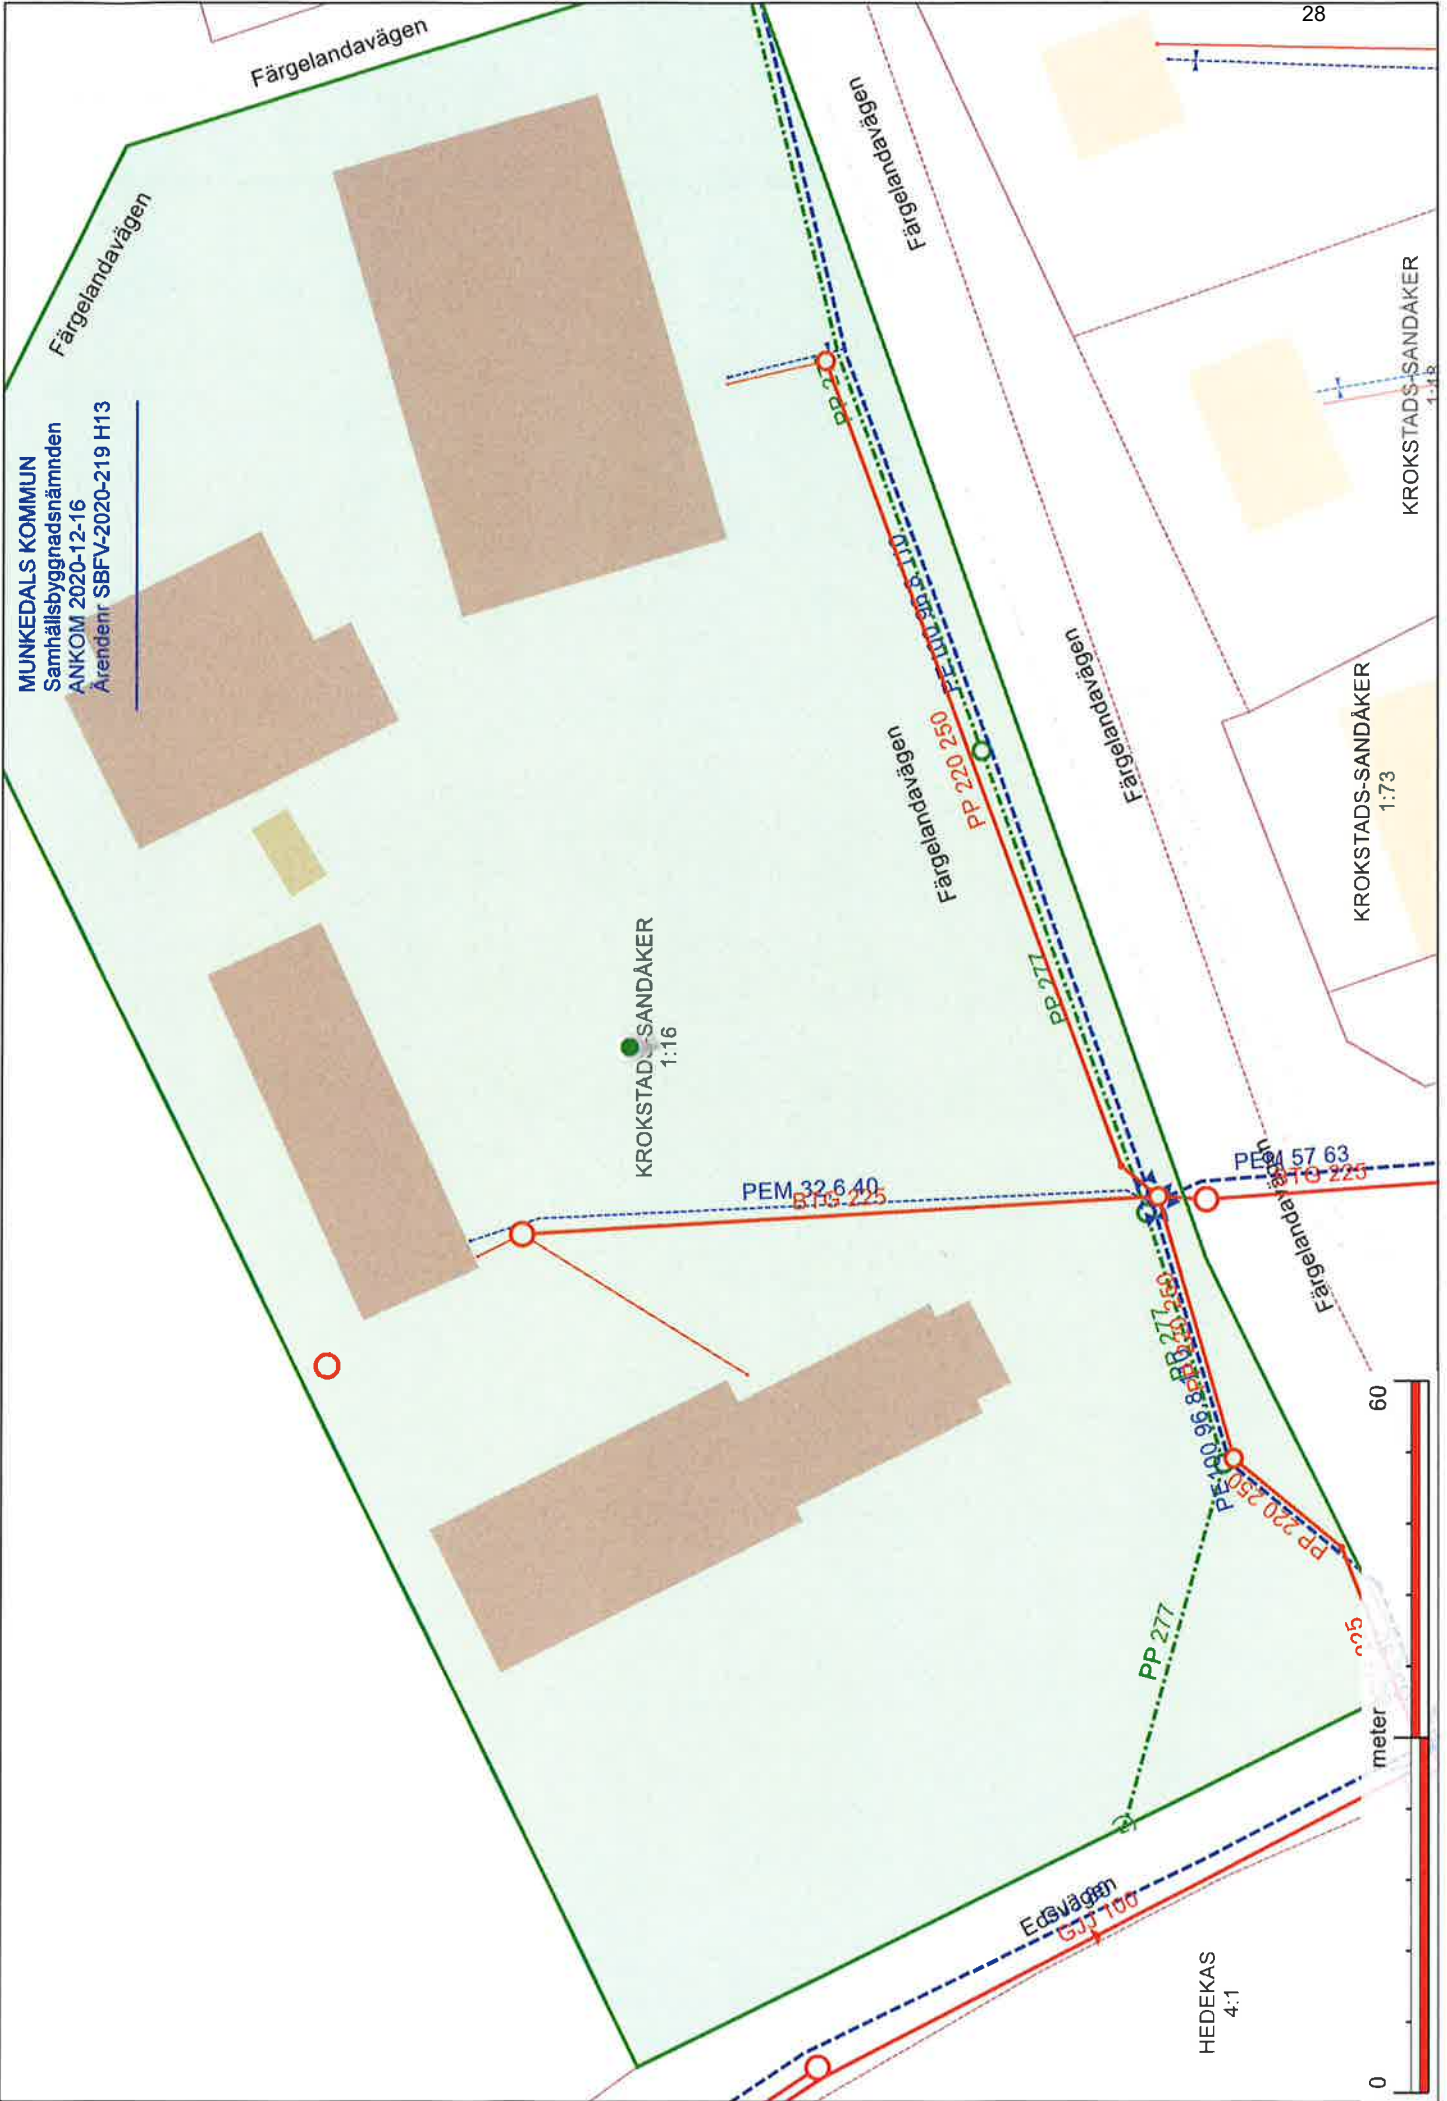 28
Färgelandavägen
Färgelandavägen
Färgelandavägen
MUNKEDALS KOMMUN
Samhällsbyggnadsnämnden
ANKOM 2020-12-16
Ärendenr SBFV-2020-219 H13
KROKSTADS-SANDÅKER
1:18
PP 220 250
Färgelandavägen
Färgelandavägen
KROKSTADS-SANDÅKER
1:73
KROKSTADS-SANDÅKER
1:16
PP 277
PEM 32,6 40
BTG 225
PEM 57 63
BTG 225
Färgelandavägen
PP 277
PP 220 250
PP 277
Edsvägen
GJJ 100
HEDEKAS
4:1
0
meter
60